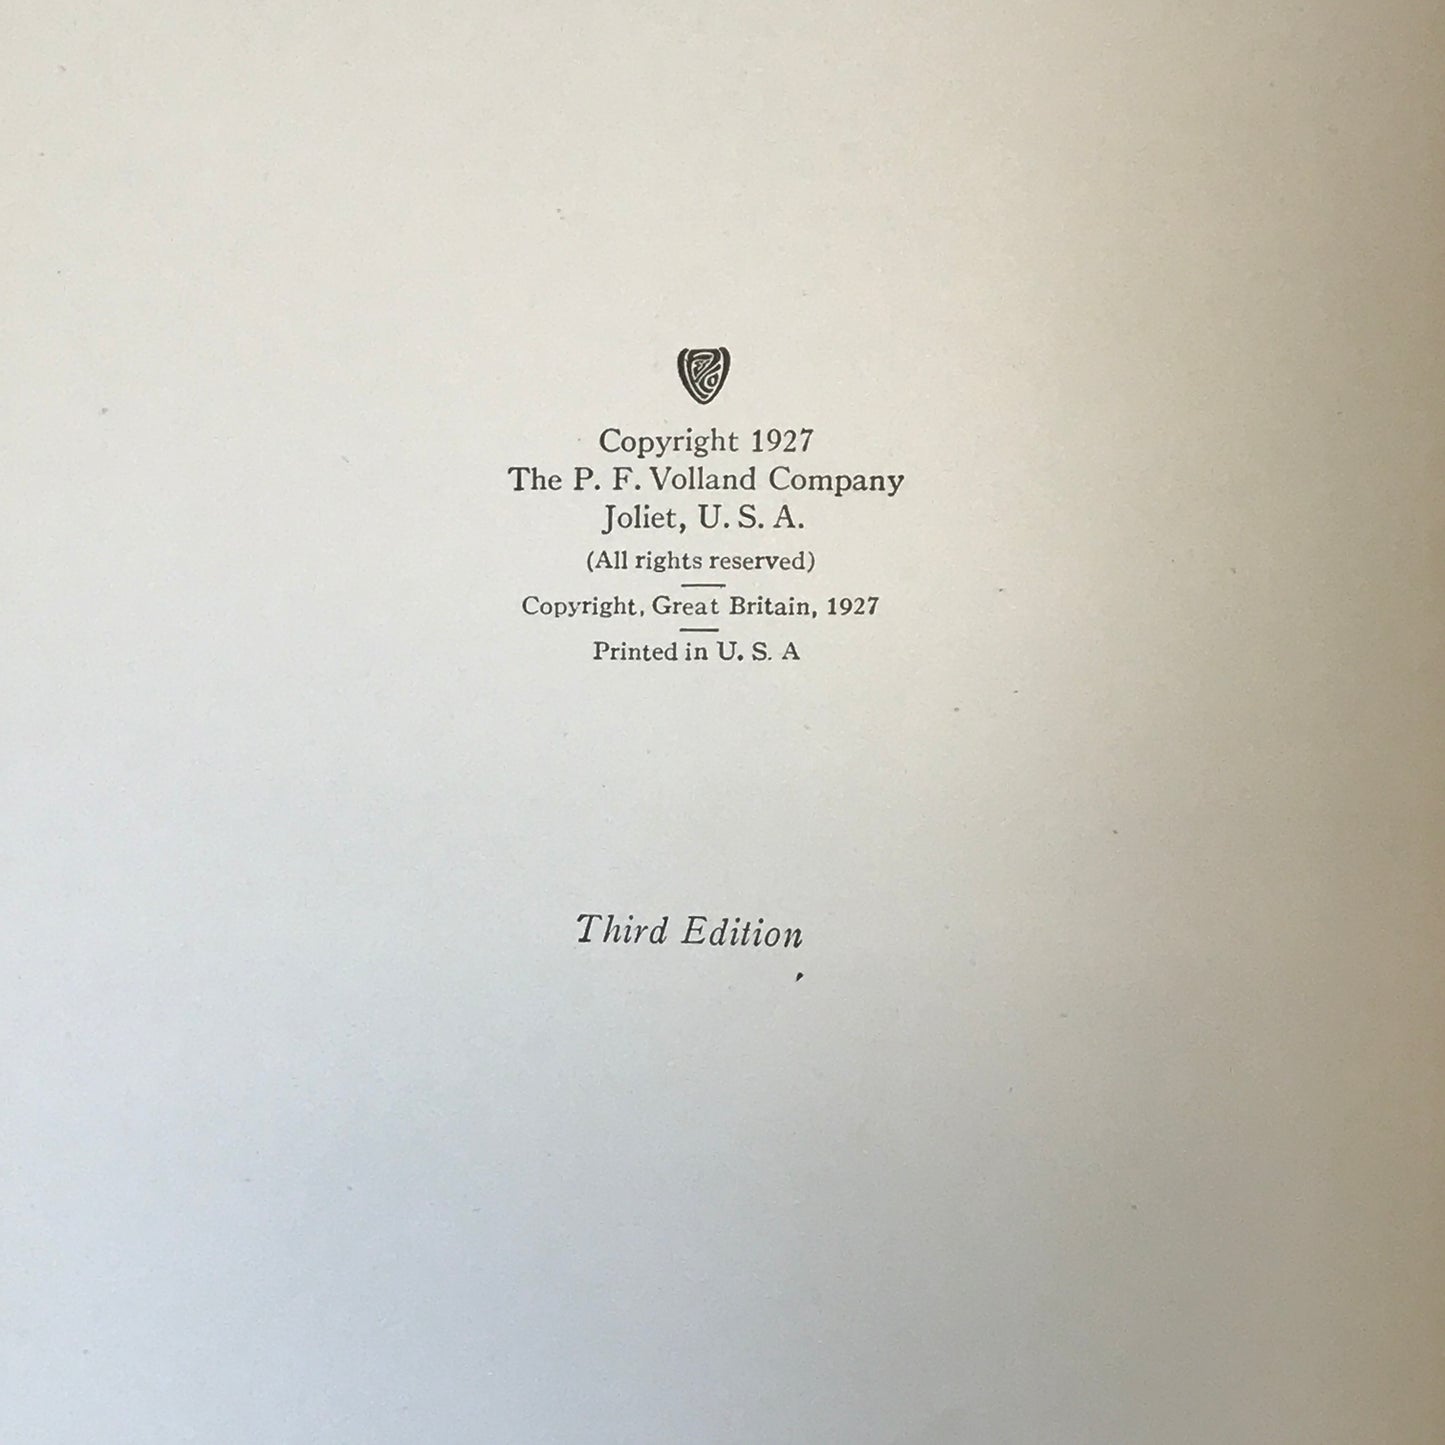 Copyright 1927
The P. F. Volland Company
Joliet, U. S. A.
(All rights reserved)
Copyright, Great Britain, 1927
Printed in U. S. A
Third Edition